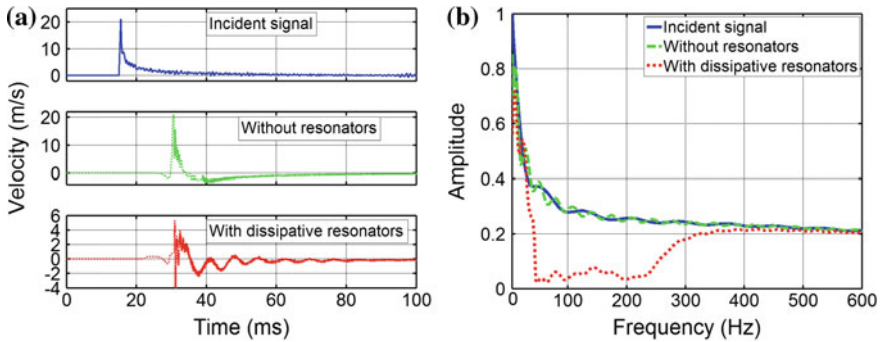 (a)
Velocity (m/s)
20
10
0
Incident signal
20
10
0
Without resonators
6
4
2
0
-2
-4
With dissipative resonators
0 20 40 60 80 100
Time (ms)
(b)
Amplitude
1
0.8
0.6
0.4
0.2
0
Incident signal
Without resonators
With dissipative resonators
0 100 200 300 400 500 600
Frequency (Hz)